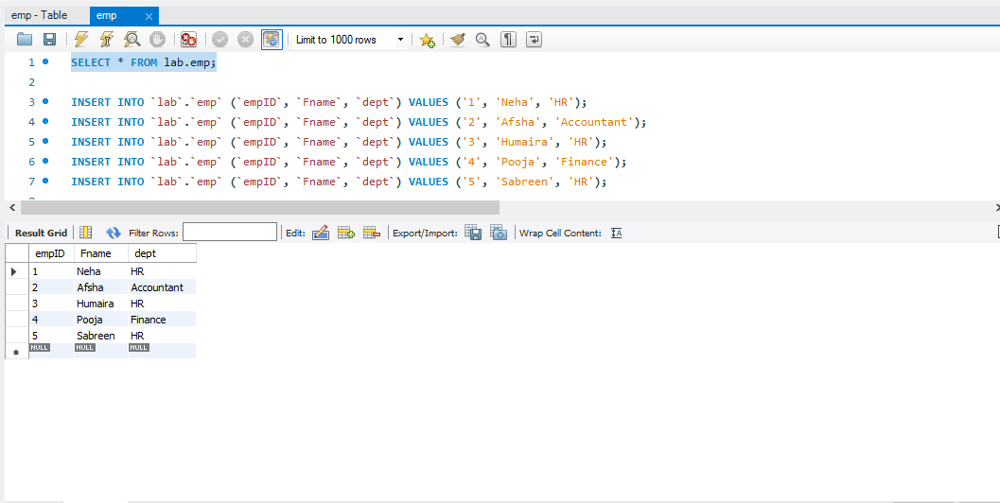 emp - Table emp
Limit to 1000 rows
1 SELECT * FROM lab.emp;
2
3 INSERT INTO `lab`.`emp` (`empID`, `Fname`, `dept`) VALUES ('1', 'Neha', 'HR');
4 INSERT INTO `lab`.`emp` (`empID`, `Fname`, `dept`) VALUES ('2', 'Afsha', 'Accountant');
5 INSERT INTO `lab`.`emp` (`empID`, `Fname`, `dept`) VALUES ('3', 'Humaira', 'HR');
6 INSERT INTO `lab`.`emp` (`empID`, `Fname`, `dept`) VALUES ('4', 'Pooja', 'Finance');
7 INSERT INTO `lab`.`emp` (`empID`, `Fname`, `dept`) VALUES ('5', 'Sabreen', 'HR');
Result Grid Filter Rows: Edit: Export/Import: Wrap Cell Content:
empID Fname dept
1 Neha HR
2 Afsha Accountant
3 Humaira HR
4 Pooja Finance
5 Sabreen HR
NULL NULL NULL